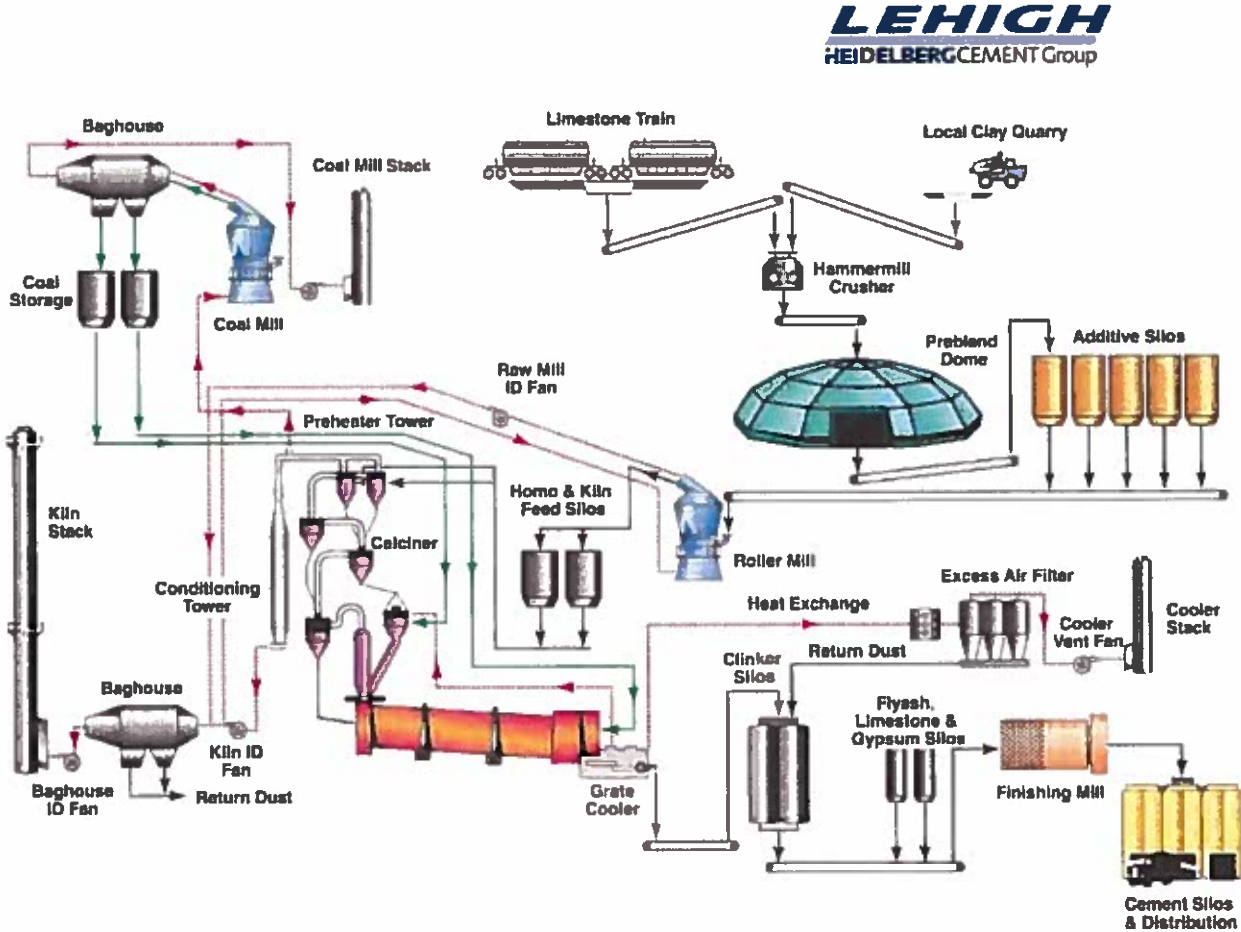 LEHIGH
HEIDELBERGCEMENT Group
Baghouse
Coal Mill Stack
Limestone Train
Local Clay Quarry
Coal
Storage
Coal Mill
Hammermill
Crusher
Preblend
Dome
Additive Silos
Raw Mill
ID Fan
Preheater Tower
Kiln
Stack
Homo & Kiln
Feed Silos
Calciner
Roller Mill
Conditioning
Tower
Heat Exchange
Excess Air Filter
Cooler
Vent Fan
Cooler
Stack
Return Dust
Clinker
Silos
Baghouse
Flyash,
Limestone &
Gypsum Silos
Kiln ID
Fan
Baghouse
ID Fan
Return Dust
Grate
Cooler
Finishing Mill
Cement Silos
& Distribution